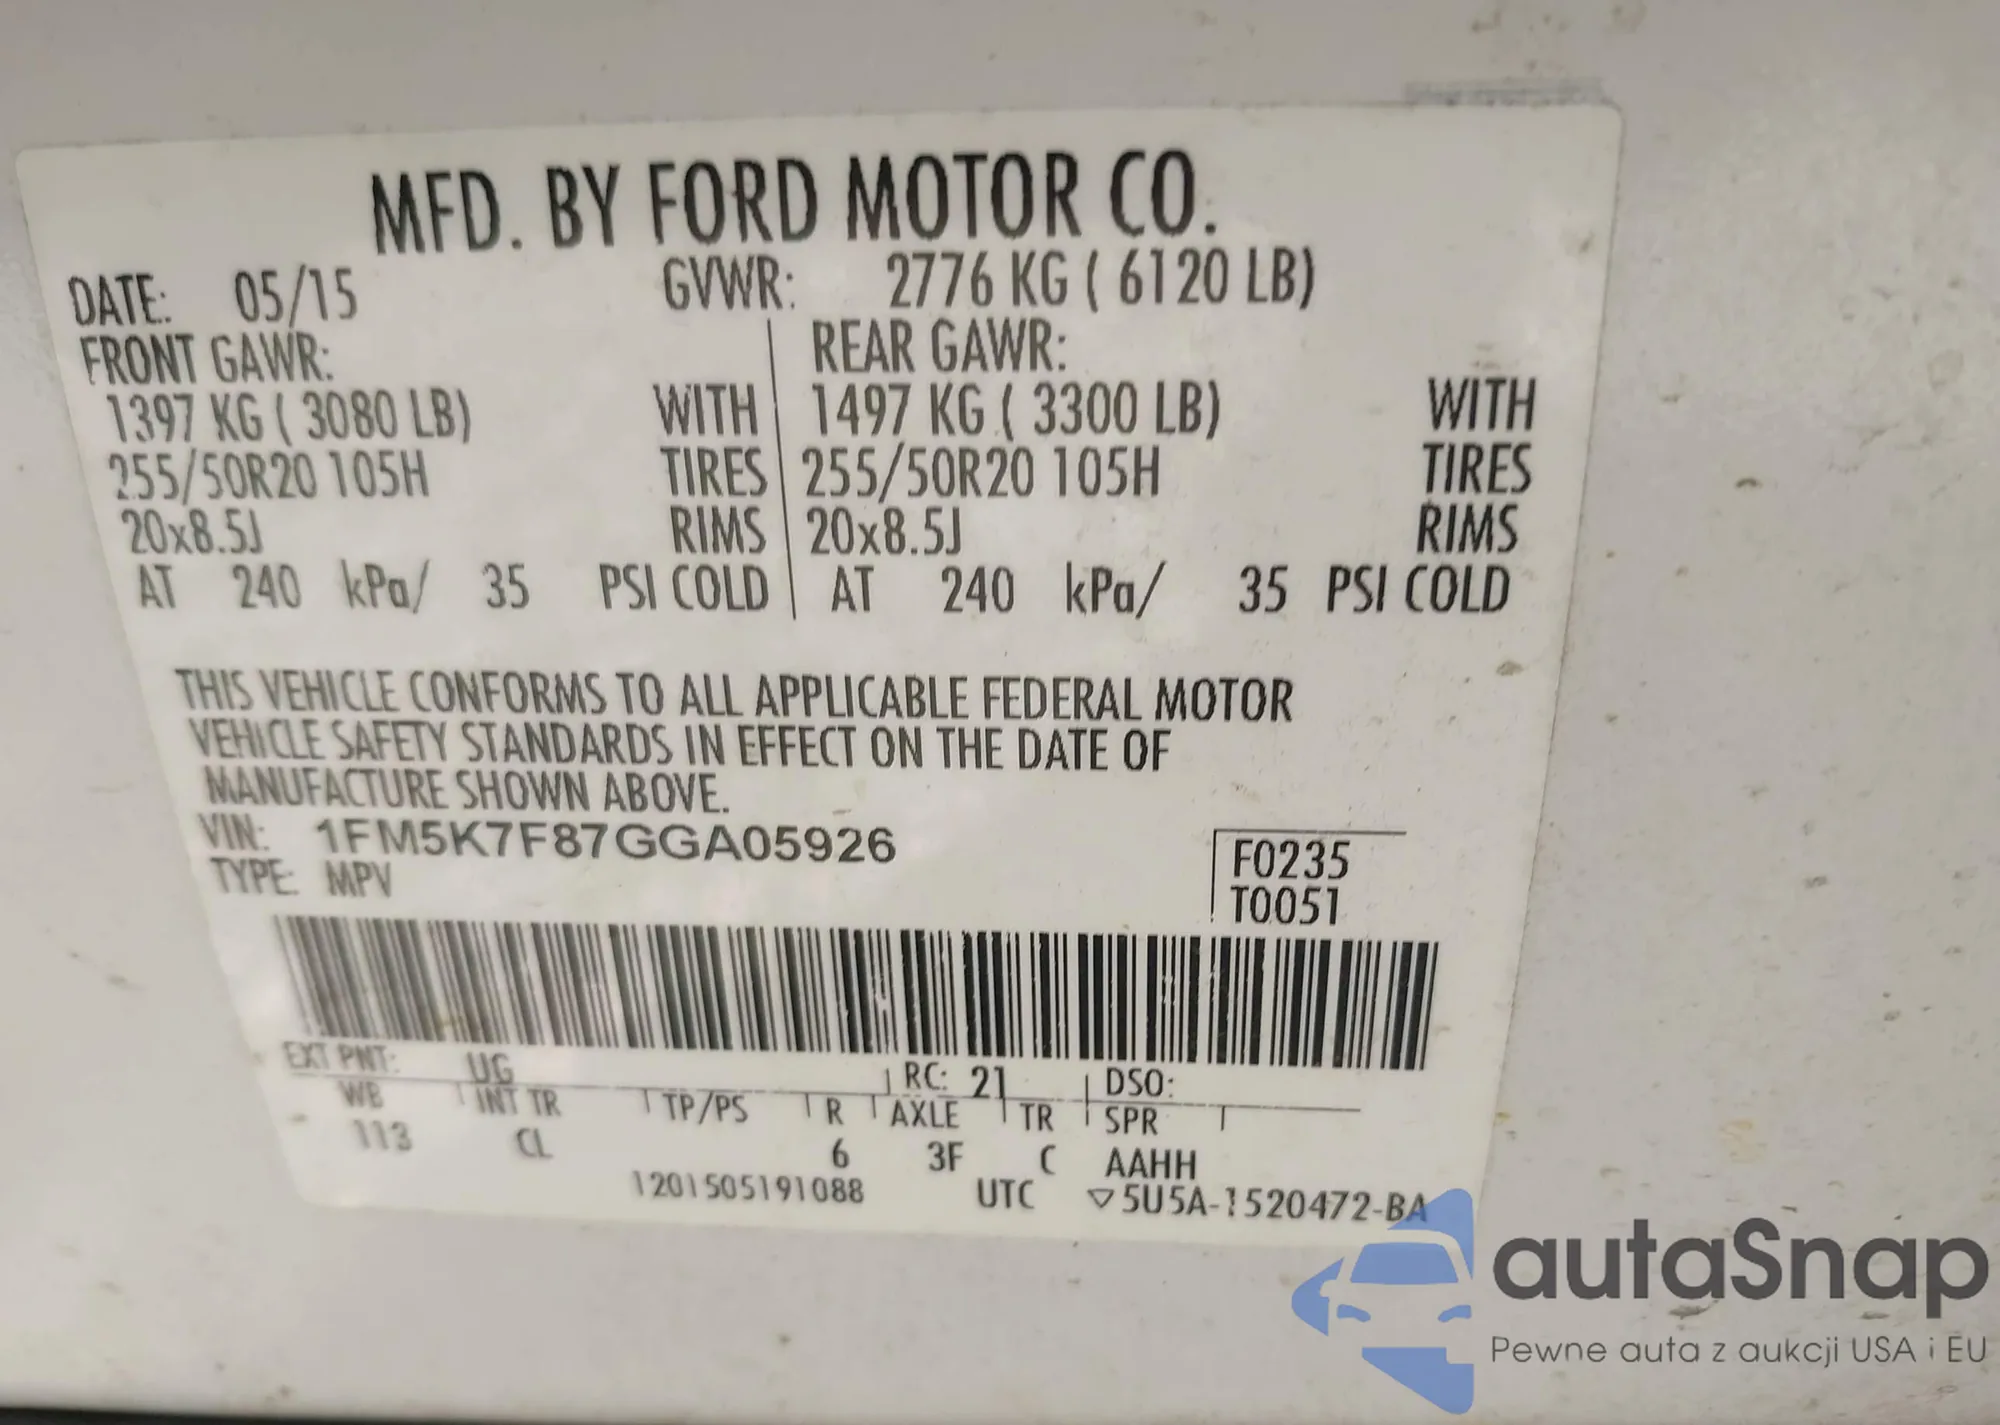 MFD. BY FORD MOTOR CO.
DATE: 05/15 GVWR: 2776 KG ( 6120 LB)
FRONT GAWR: REAR GAWR:
1397 KG ( 3080 LB) WITH 1497 KG ( 3300 LB) WITH
255/50R20 105H TIRES 255/50R20 105H TIRES
20x8.5J RIMS 20x8.5J RIMS
AT 240 kPa/ 35 PSI COLD AT 240 kPa/ 35 PSI COLD
THIS VEHICLE CONFORMS TO ALL APPLICABLE FEDERAL MOTOR
VEHICLE SAFETY STANDARDS IN EFFECT ON THE DATE OF
MANUFACTURE SHOWN ABOVE.
VIN: 1FM5K7F87GGA05926
TYPE: MPV
F0235
T0051
EXT PNT: UG RC: 21 DSO:
WB INT TR TP/PS R AXLE TR SPR
113 CL 6 3F C AAHH
1201505191088 UTC ▽5U5A-1520472-BA
autaSnap
Pewne auta z aukcji USA i EU